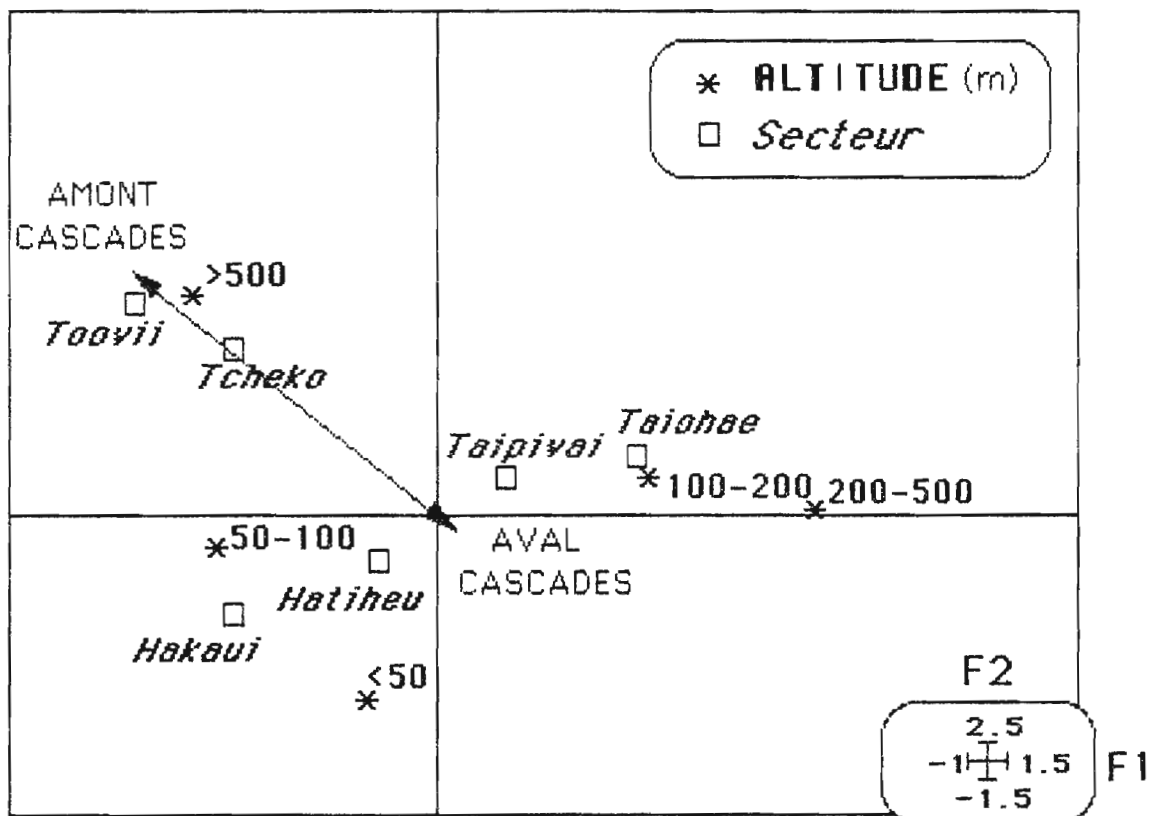 * ALTITUDE (m)
□ Secteur
AMONT
CASCADES
>500
Toovii
Tcheko
Taipivai
Taiohae
100-200
200-500
50-100
AVAL
CASCADES
Hatiheu
Hakaui
<50
F2
2.5
-1
1.5
F1
-1.5